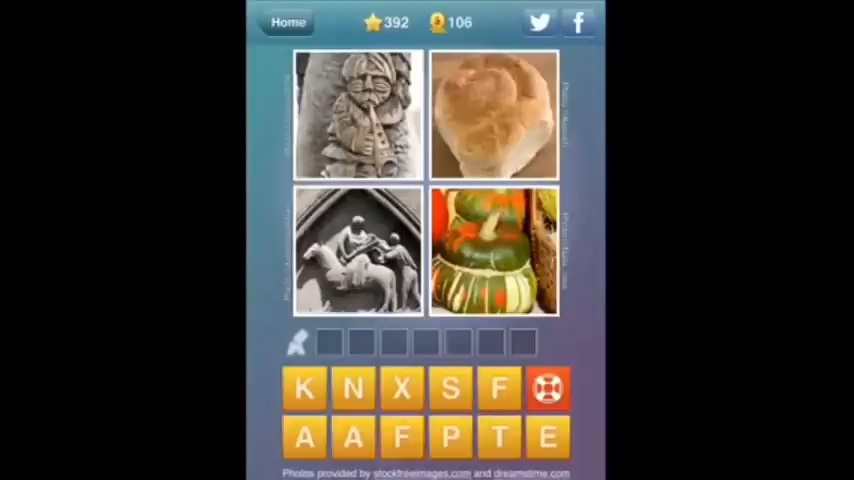 Home
392
106
K N X S F
A A F P T E
Photos provided by stockfreeimages.com and dreamstime.com